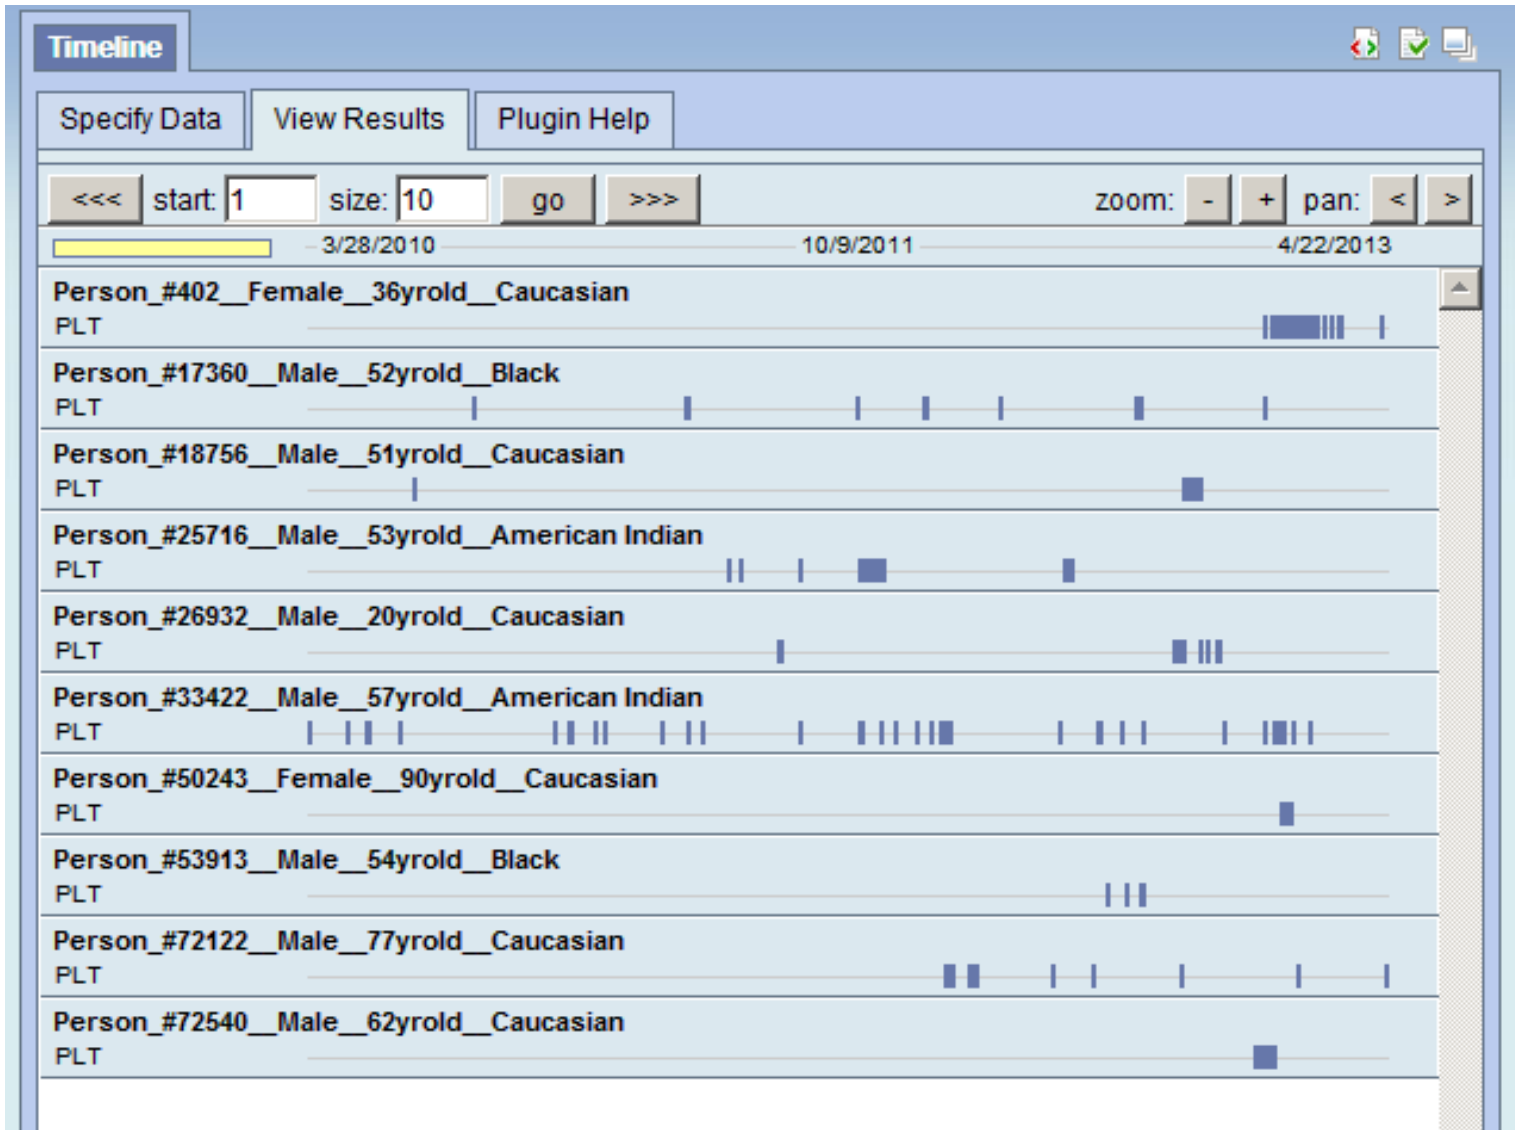 Timeline
Specify Data View Results Plugin Help
<<< start: 1 size: 10 go >>> zoom: - + pan: < >
3/28/2010 10/9/2011 4/22/2013
Person_#402__Female__36yrold__Caucasian
PLT
Person_#17360__Male__52yrold__Black
PLT
Person_#18756__Male__51yrold__Caucasian
PLT
Person_#25716__Male__53yrold__American Indian
PLT
Person_#26932__Male__20yrold__Caucasian
PLT
Person_#33422__Male__57yrold__American Indian
PLT
Person_#50243__Female__90yrold__Caucasian
PLT
Person_#53913__Male__54yrold__Black
PLT
Person_#72122__Male__77yrold__Caucasian
PLT
Person_#72540__Male__62yrold__Caucasian
PLT